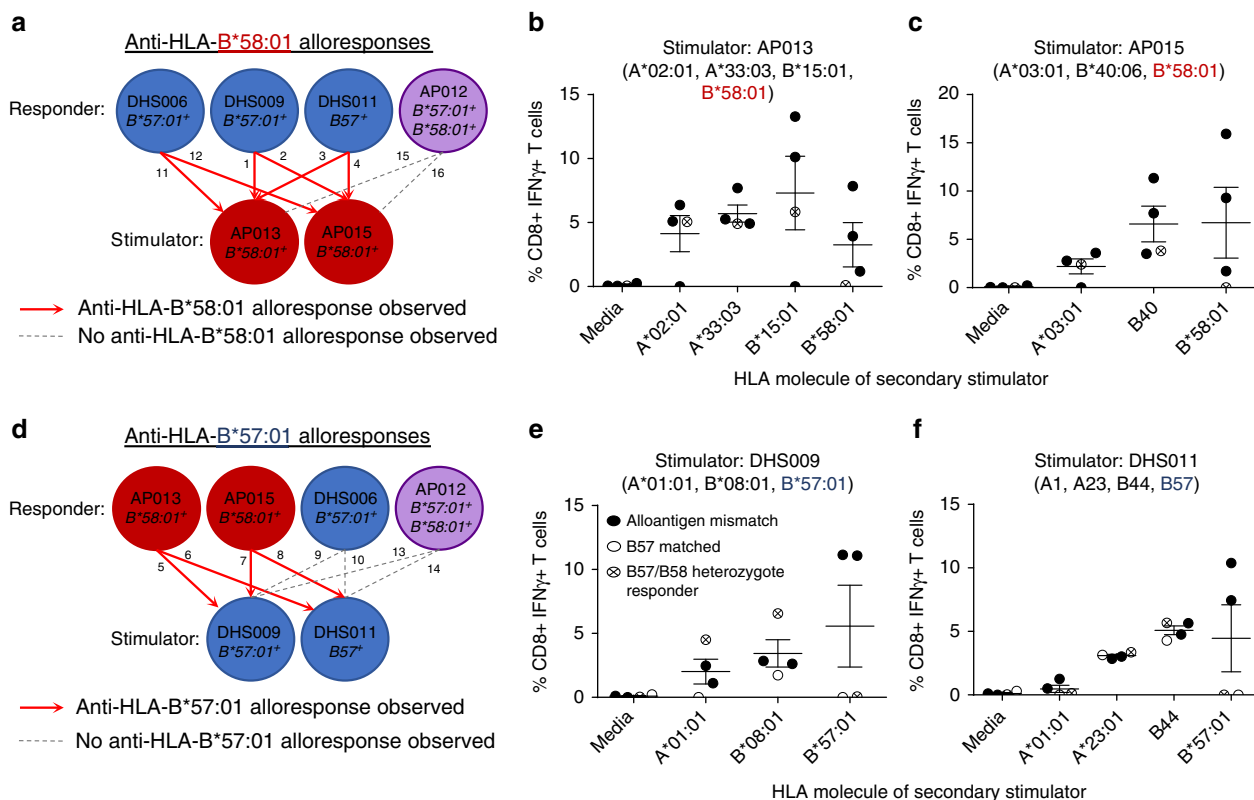 a
Anti-HLA-B*58:01 alloresponses
Responder:
DHS006
B*57:01+
DHS009
B*57:01+
DHS011
B57+
AP012
B*57:01+
B*58:01+
12
11
1
2
3
4
15
16
Stimulator:
AP013
B*58:01+
AP015
B*58:01+
Anti-HLA-B*58:01 alloresponse observed
No anti-HLA-B*58:01 alloresponse observed
b
Stimulator: AP013
(A*02:01, A*33:03, B*15:01,
B*58:01)
% CD8+ IFNγ+ T cells
15
10
5
0
Media
A*02:01
A*33:03
B*15:01
B*58:01
c
Stimulator: AP015
(A*03:01, B*40:06, B*58:01)
% CD8+ IFNγ+ T cells
20
15
10
5
0
Media
A*03:01
B40
B*58:01
HLA molecule of secondary stimulator
d
Anti-HLA-B*57:01 alloresponses
Responder:
AP013
B*58:01+
AP015
B*58:01+
DHS006
B*57:01+
AP012
B*57:01+
B*58:01+
5
6
7
8
9
10
13
14
Stimulator:
DHS009
B*57:01+
DHS011
B57+
Anti-HLA-B*57:01 alloresponse observed
No anti-HLA-B*57:01 alloresponse observed
e
Stimulator: DHS009
(A*01:01, B*08:01, B*57:01)
% CD8+ IFNγ+ T cells
15
10
5
0
Alloantigen mismatch
B57 matched
B57/B58 heterozygote
responder
Media
A*01:01
B*08:01
B*57:01
f
Stimulator: DHS011
(A1, A23, B44, B57)
% CD8+ IFNγ+ T cells
15
10
5
0
Media
A*01:01
A*23:01
B44
B*57:01
HLA molecule of secondary stimulator